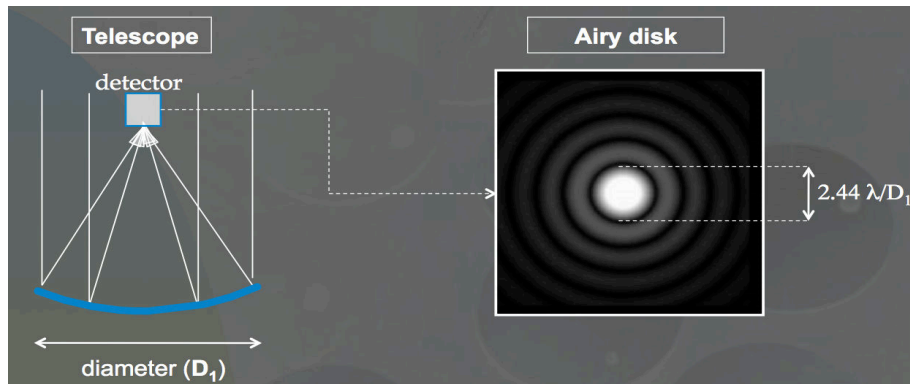 Telescope
Airy disk
detector
2.44 λ/D₁
diameter (D₁)